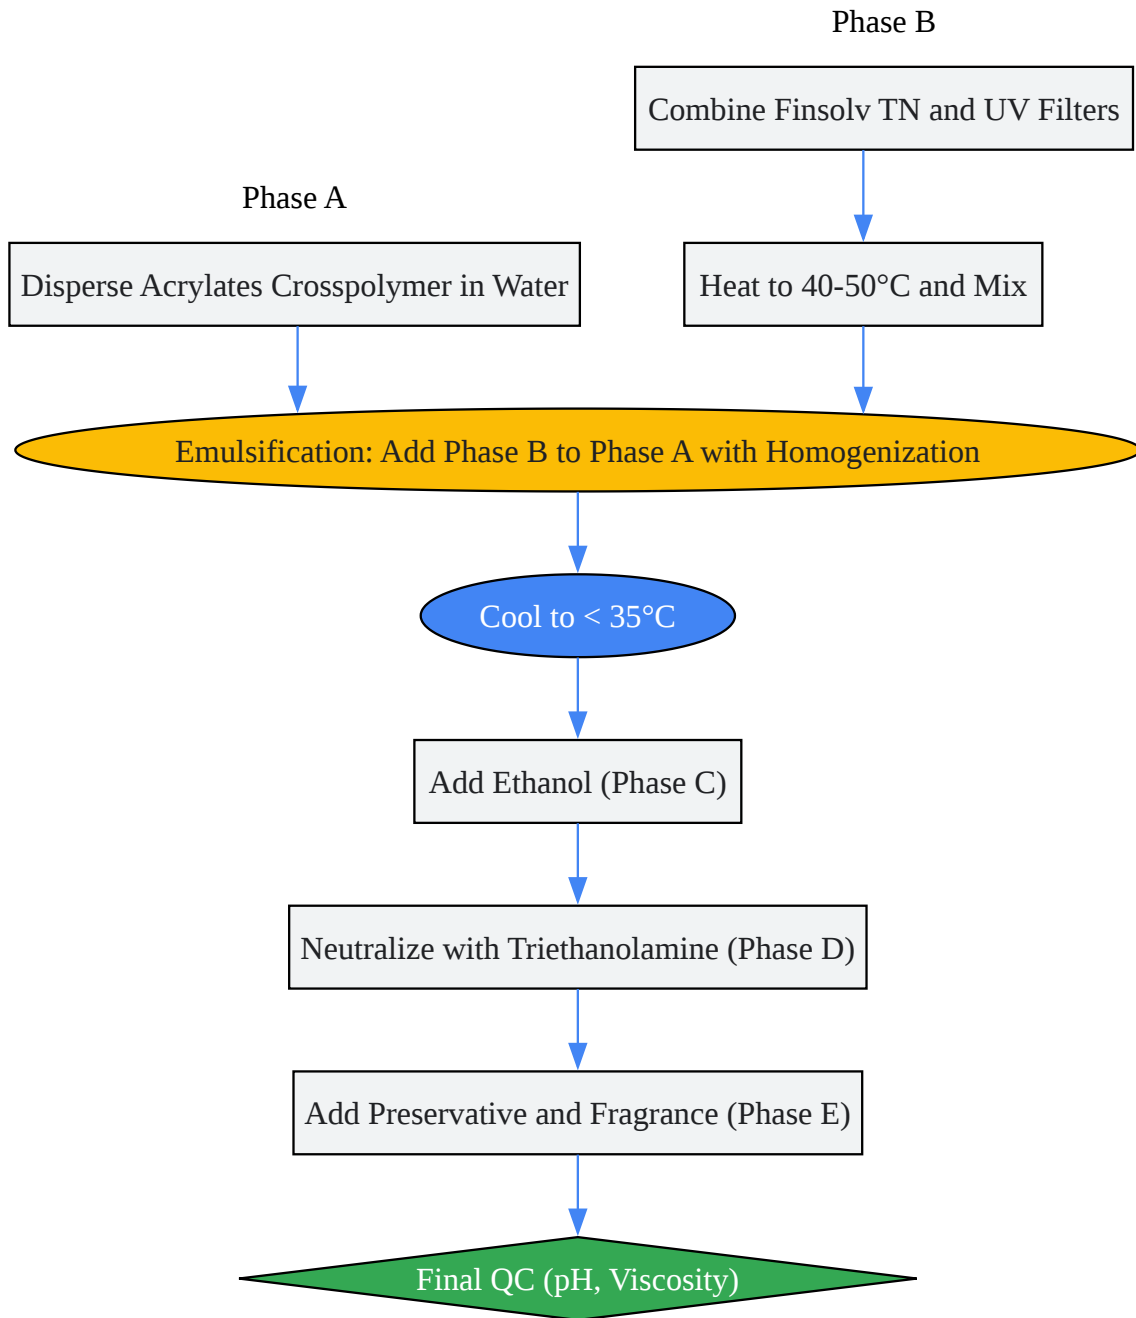 Phase B
Combine Finsolv TN and UV Filters
Phase A
Disperse Acrylates Crosspolymer in Water
Heat to 40-50°C and Mix
Emulsification: Add Phase B to Phase A with Homogenization
Cool to < 35°C
Add Ethanol (Phase C)
Neutralize with Triethanolamine (Phase D)
Add Preservative and Fragrance (Phase E)
Final QC (pH, Viscosity)